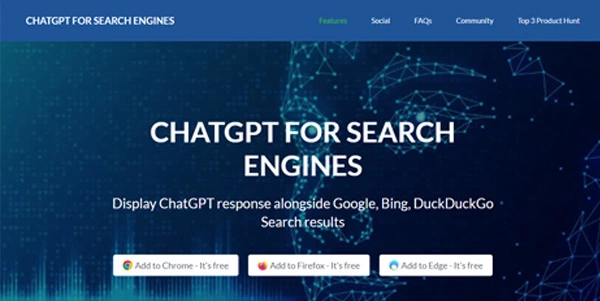 CHATGPT FOR SEARCH ENGINES
Features
Social
FAQs
Community
Top 3 Product Hunt
CHATGPT FOR SEARCH
ENGINES
Display ChatGPT response alongside Google, Bing, DuckDuckGo
Search results
Add to Chrome - It's free
Add to Firefox - It's free
Add to Edge - It's free